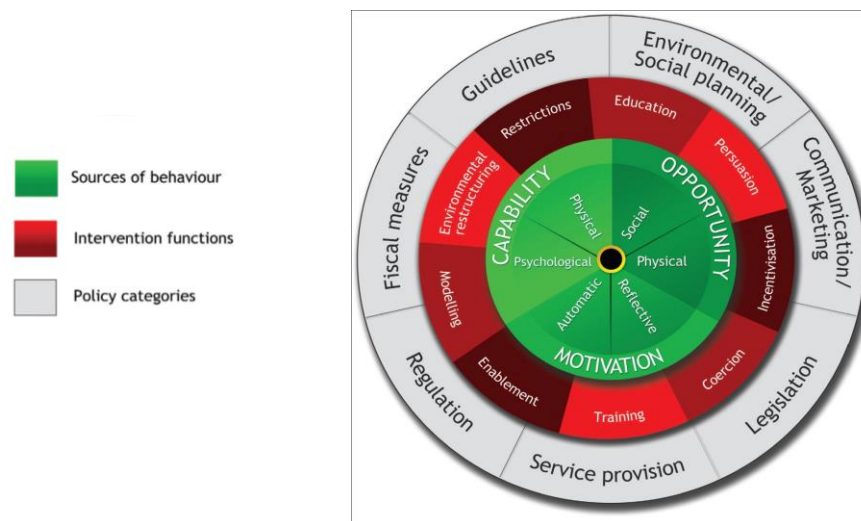 Sources of behaviour
Intervention functions
Policy categories
Guidelines
Environmental/
Social planning
Communication/
Marketing
Legislation
Service provision
Regulation
Fiscal measures
Restrictions
Education
Persuasion
Incentivisation
Coercion
Training
Enablement
Modelling
Environmental
restructuring
CAPABILITY
OPPORTUNITY
MOTIVATION
Physical
Social
Psychological
Physical
Automatic
Reflective